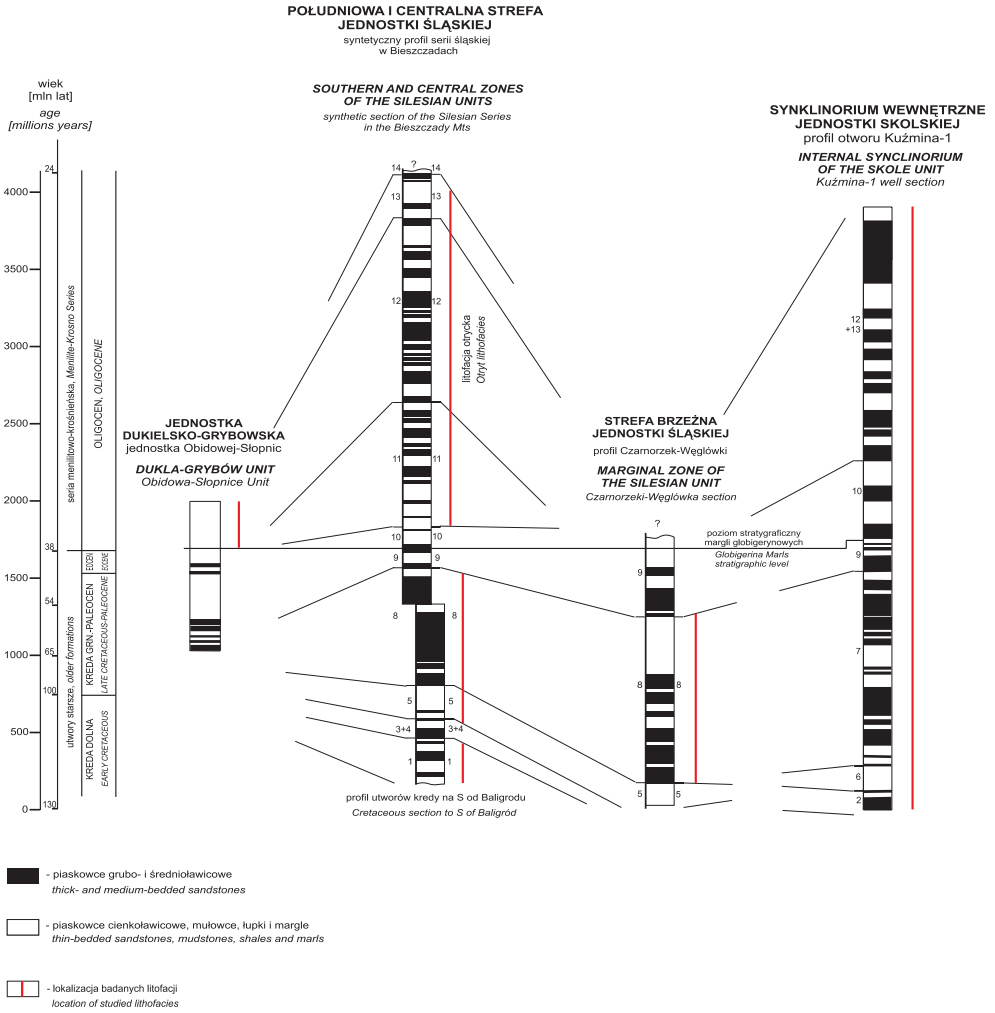 POŁUDNIOWA I CENTRALNA STREFA
JEDNOSTKI ŚLĄSKIEJ
syntetyczny profil serii śląskiej
w Bieszczadach
SOUTHERN AND CENTRAL ZONES
OF THE SILESIAN UNITS
synthetic section of the Silesian Series
in the Bieszczady Mts
wiek
[mln lat]
age
[millions years]
SYNKLINORIUM WEWNĘTRZNE
JEDNOSTKI SKOLSKIEJ
profil otworu Kuźmina-1
INTERNAL SYNCLINORIUM
OF THE SKOLE UNIT
Kuźmina-1 well section
4000
3500
3000
2500
2000
1500
1000
500
0
24
38
54
65
100
130
seria menilitowo-krośnieńska, Menilite-Krosno Series
utwory starsze, older formations
OLIGOCEN, OLIGOCENE
EOCEN
EOCENE
KREDA GRN.-PALEOCEN
LATE CRETACEOUS-PALEOCENE
KREDA DOLNA
EARLY CRETACEOUS
JEDNOSTKA
DUKIELSKO-GRYBOWSKA
jednostka Obidowej-Słopnic
DUKLA-GRYBÓW UNIT
Obidowa-Słopnice Unit
?
14 14
13 13
12 12
11 11
10 10
9 9
8 8
5 5
3+4 3+4
1 1
litofacja otrycka
Otryt lithofacies
profil utworów kredy na S od Baligrodu
Cretaceous section to S of Baligród
STREFA BRZEŻNA
JEDNOSTKI ŚLĄSKIEJ
profil Czarnorzek-Węglówki
MARGINAL ZONE OF
THE SILESIAN UNIT
Czarnorzeki-Węglówka section
?
9
8 8
5 5
poziom stratygraficzny
margli globigerynowych
Globigerina Marls
stratigraphic level
12
+13
10
9
7
6
2
- piaskowce grubo- i średnioławicowe
thick- and medium-bedded sandstones
- piaskowce cienkoławicowe, mułowce, łupki i margle
thin-bedded sandstones, mudstones, shales and marls
- lokalizacja badanych litofacji
location of studied lithofacies